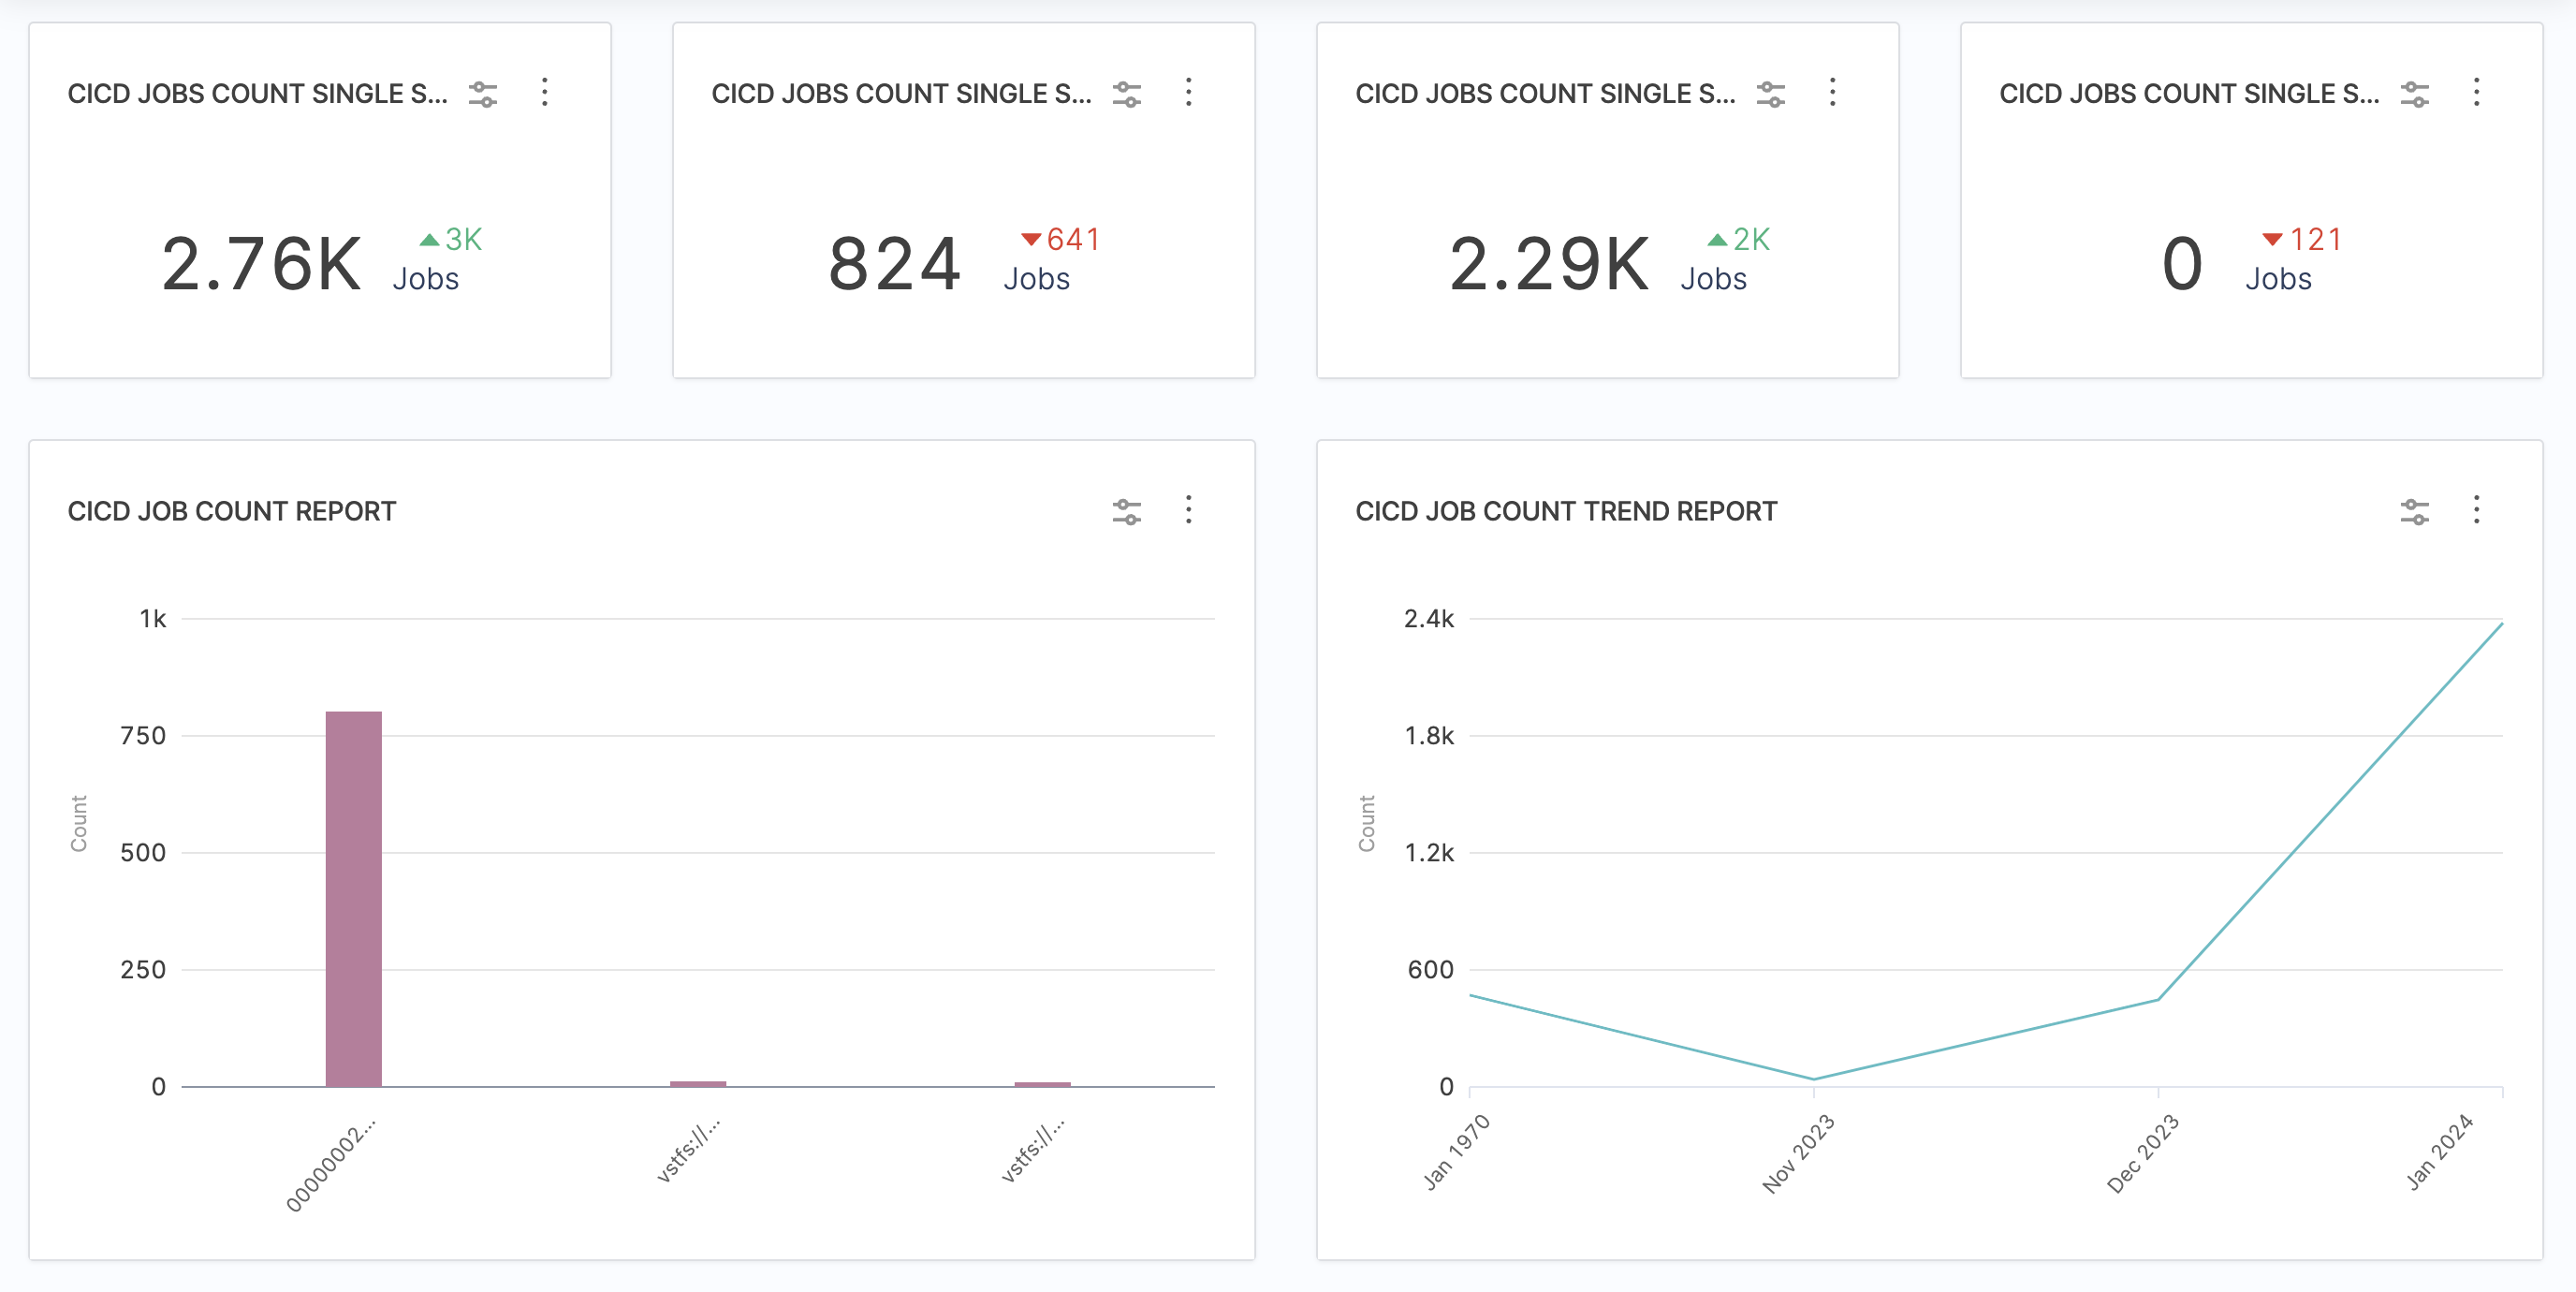 CICD JOBS COUNT SINGLE S...
2.76K
3K
Jobs
CICD JOBS COUNT SINGLE S...
824
641
Jobs
CICD JOBS COUNT SINGLE S...
2.29K
2K
Jobs
CICD JOBS COUNT SINGLE S...
0
121
Jobs
CICD JOB COUNT REPORT
Count
1k
750
500
250
0
00000002...
vstfs://...
vstfs://...
CICD JOB COUNT TREND REPORT
Count
2.4k
1.8k
1.2k
600
0
Jan 1970
Nov 2023
Dec 2023
Jan 2024